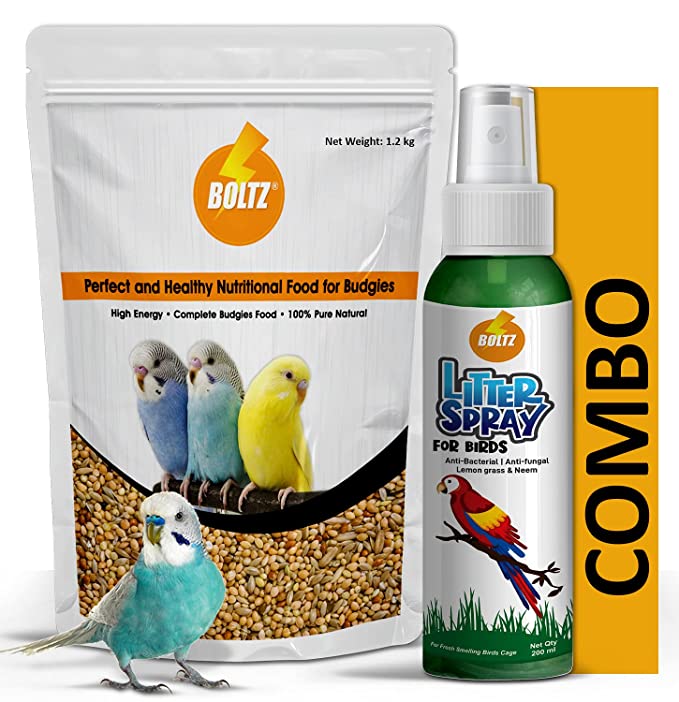 Net Weight: 1.2 kg
BOLTZ®
Perfect and Healthy Nutritional Food for Budgies
High Energy • Complete Budgies Food • 100% Pure Natural
BOLTZ
LITTER
SPRAY
FOR BIRDS
Anti-Bacterial | Anti-fungal
Lemon grass & Neem
For Fresh Smelling Birds Cage
Net Qty
200 ml
COMBO